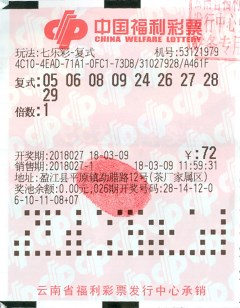 中国福利彩票
CHINA WELFARE LOTTERY
玩法:七乐彩-复式 机号:53121979
4C10-4EAD-71A1-0FC1-73D8/31027928/A461F
复式:05 06 08 09 24 26 27 28
29
倍数:1
开奖期:2018027 18-03-09 ¥:72
销售期:2018027-1 18-03-09 11:59:31
地址:盈江县平原镇勐腊路12号(茶厂家属区)
奖池余额0.00元,026期开奖号码:28-14-12-0
6-10-11-08+07
云南省福利彩票发行中心承销